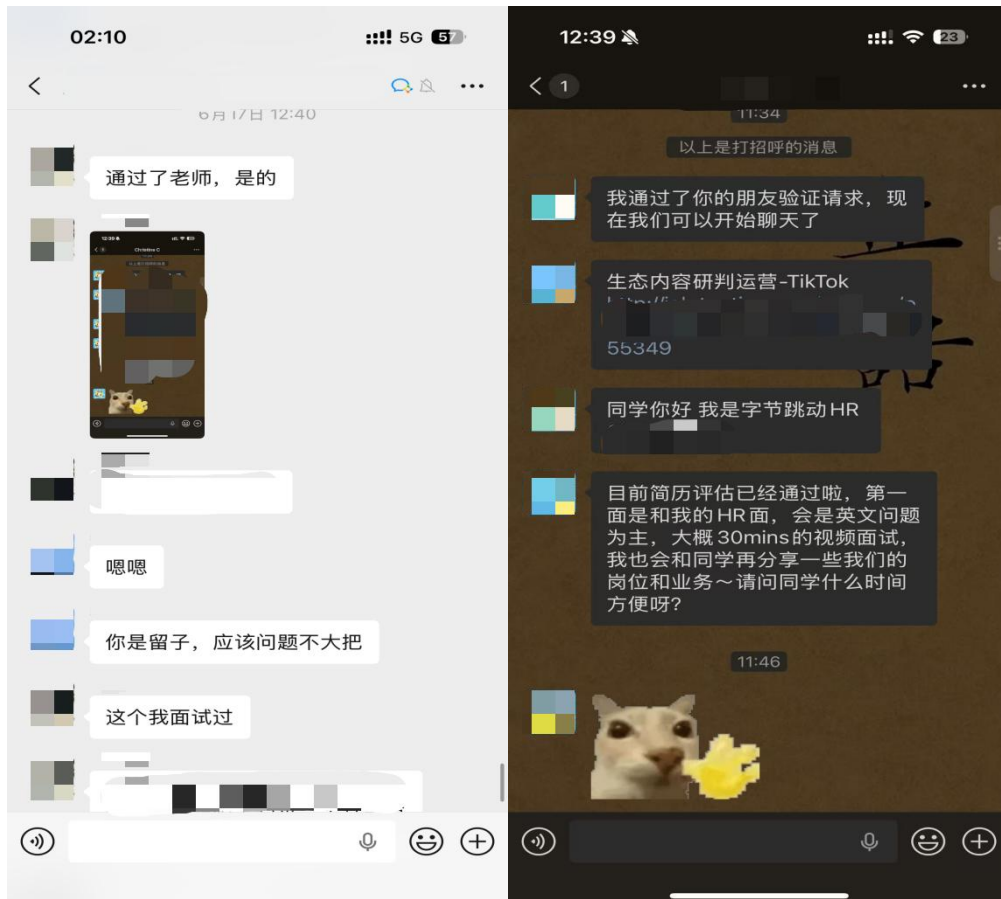 02:10
5G 57
6月17日 12:40
通过了老师，是的
嗯嗯
你是留子，应该问题不大把
这个我面试过
12:39
23
1
11:34
以上是打招呼的消息
我通过了你的朋友验证请求，现
在我们可以开始聊天了
生态内容研判运营-TikTok
55349
同学你好 我是字节跳动HR
目前简历评估已经通过啦，第一
面是和我的HR面，会是英文问题
为主，大概30mins的视频面试，
我也会和同学再分享一些我们的
岗位和业务～请问同学什么时间
方便呀?
11:46